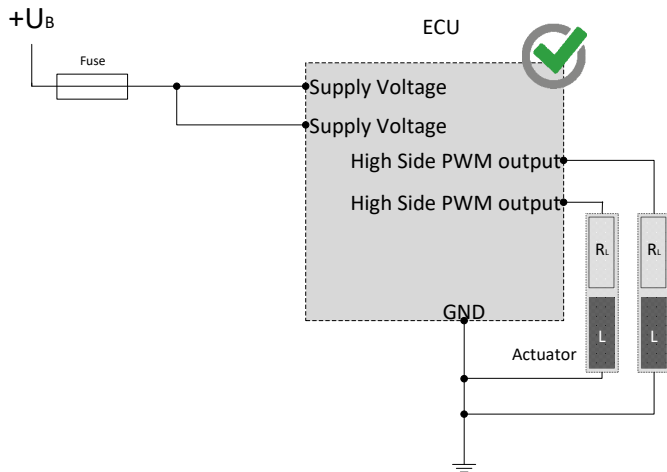 +UB
ECU
Fuse
Supply Voltage
Supply Voltage
High Side PWM output
High Side PWM output
RL
RL
GND
L
L
Actuator